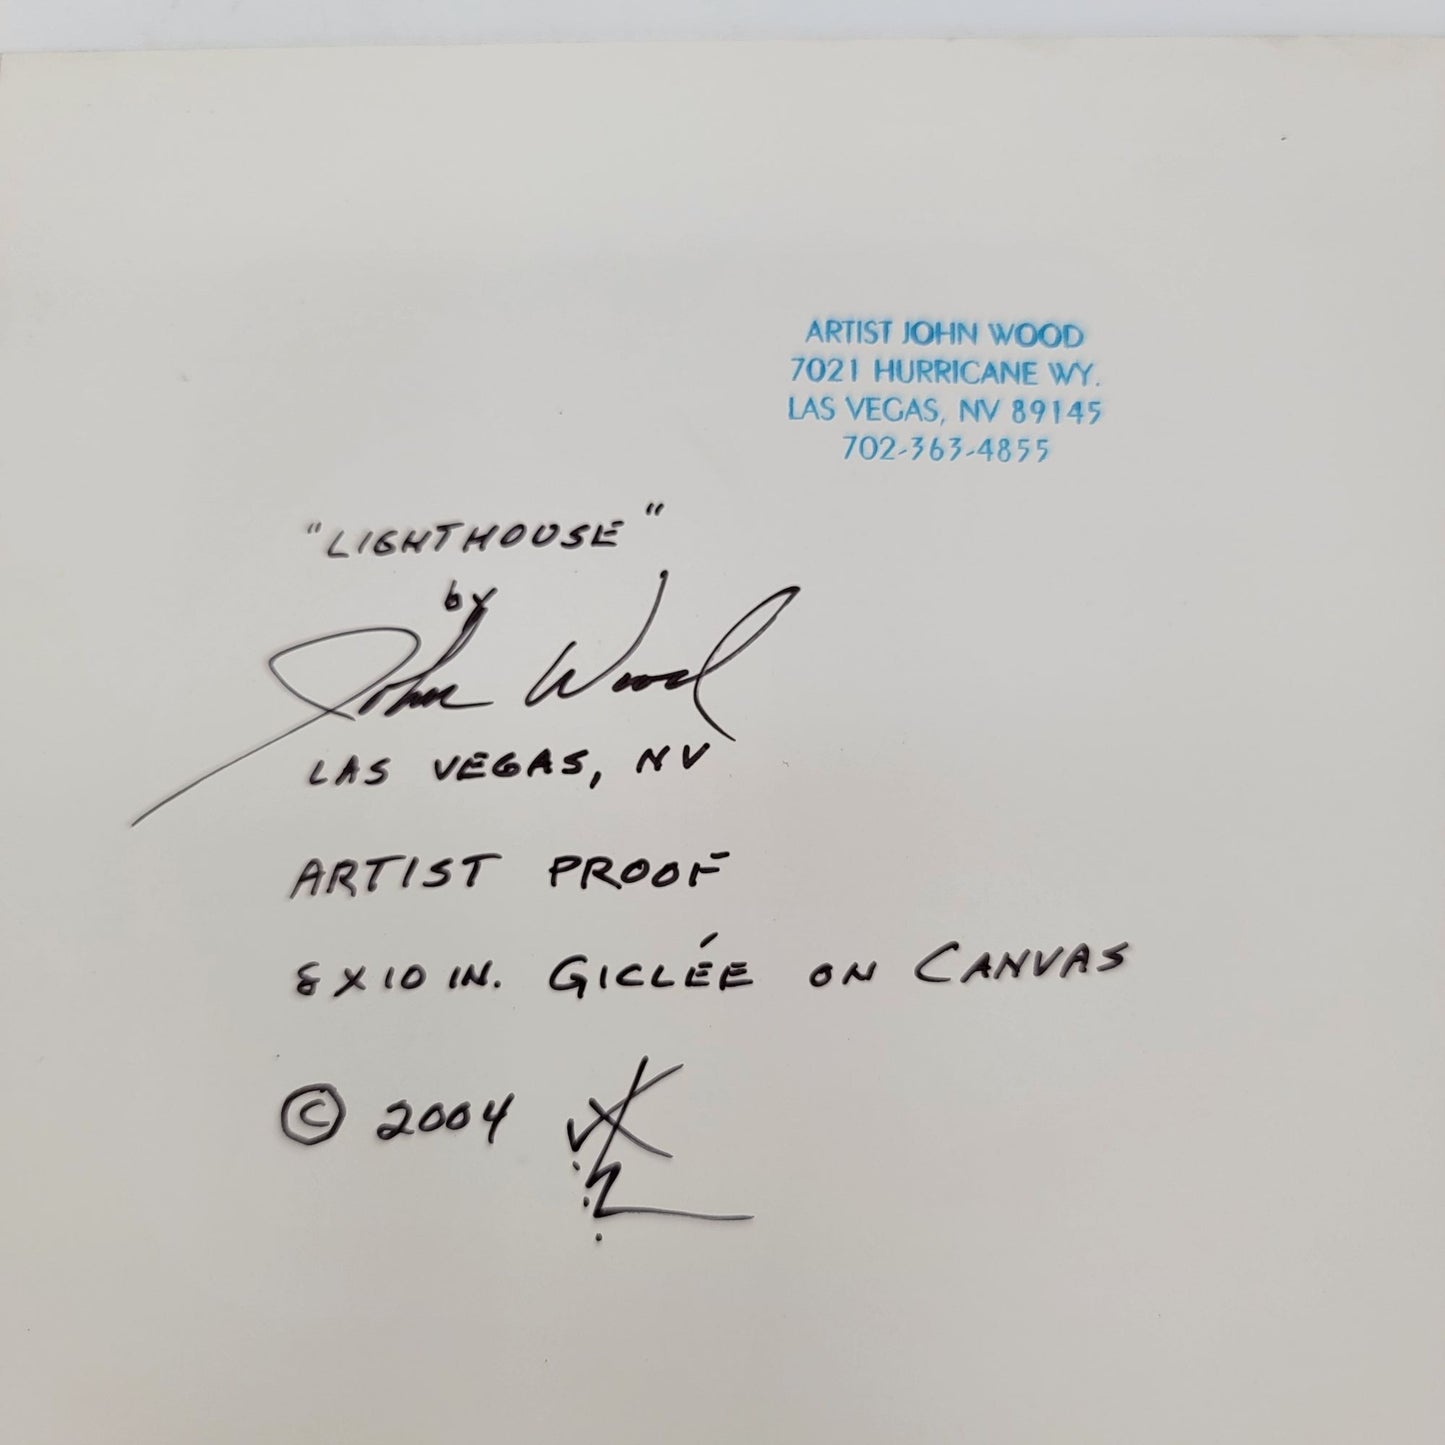 ARTIST JOHN WOOD
7021 HURRICANE WY.
LAS VEGAS, NV 89145
702-363-4855
"LIGHTHOUSE"
by
John Wood
LAS VEGAS, NV
ARTIST PROOF
8X10 IN. GICLÉE ON CANVAS
© 2004